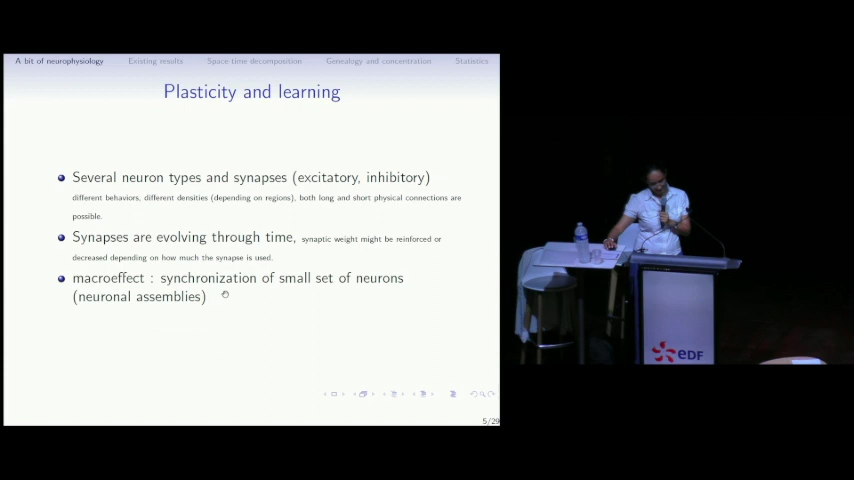 A bit of neurophysiology Existing results Space-time decomposition Genealogy and concentration Statistics
Plasticity and learning
Several neuron types and synapses (excitatory, inhibitory)
different behaviors, different densities (depending on regions), both long and short physical connections are
possible.
Synapses are evolving through time, synaptic weight might be reinforced or
decreased depending on how much the synapse is used.
macroeffect : synchronization of small set of neurons
(neuronal assemblies)
5/29
eDF